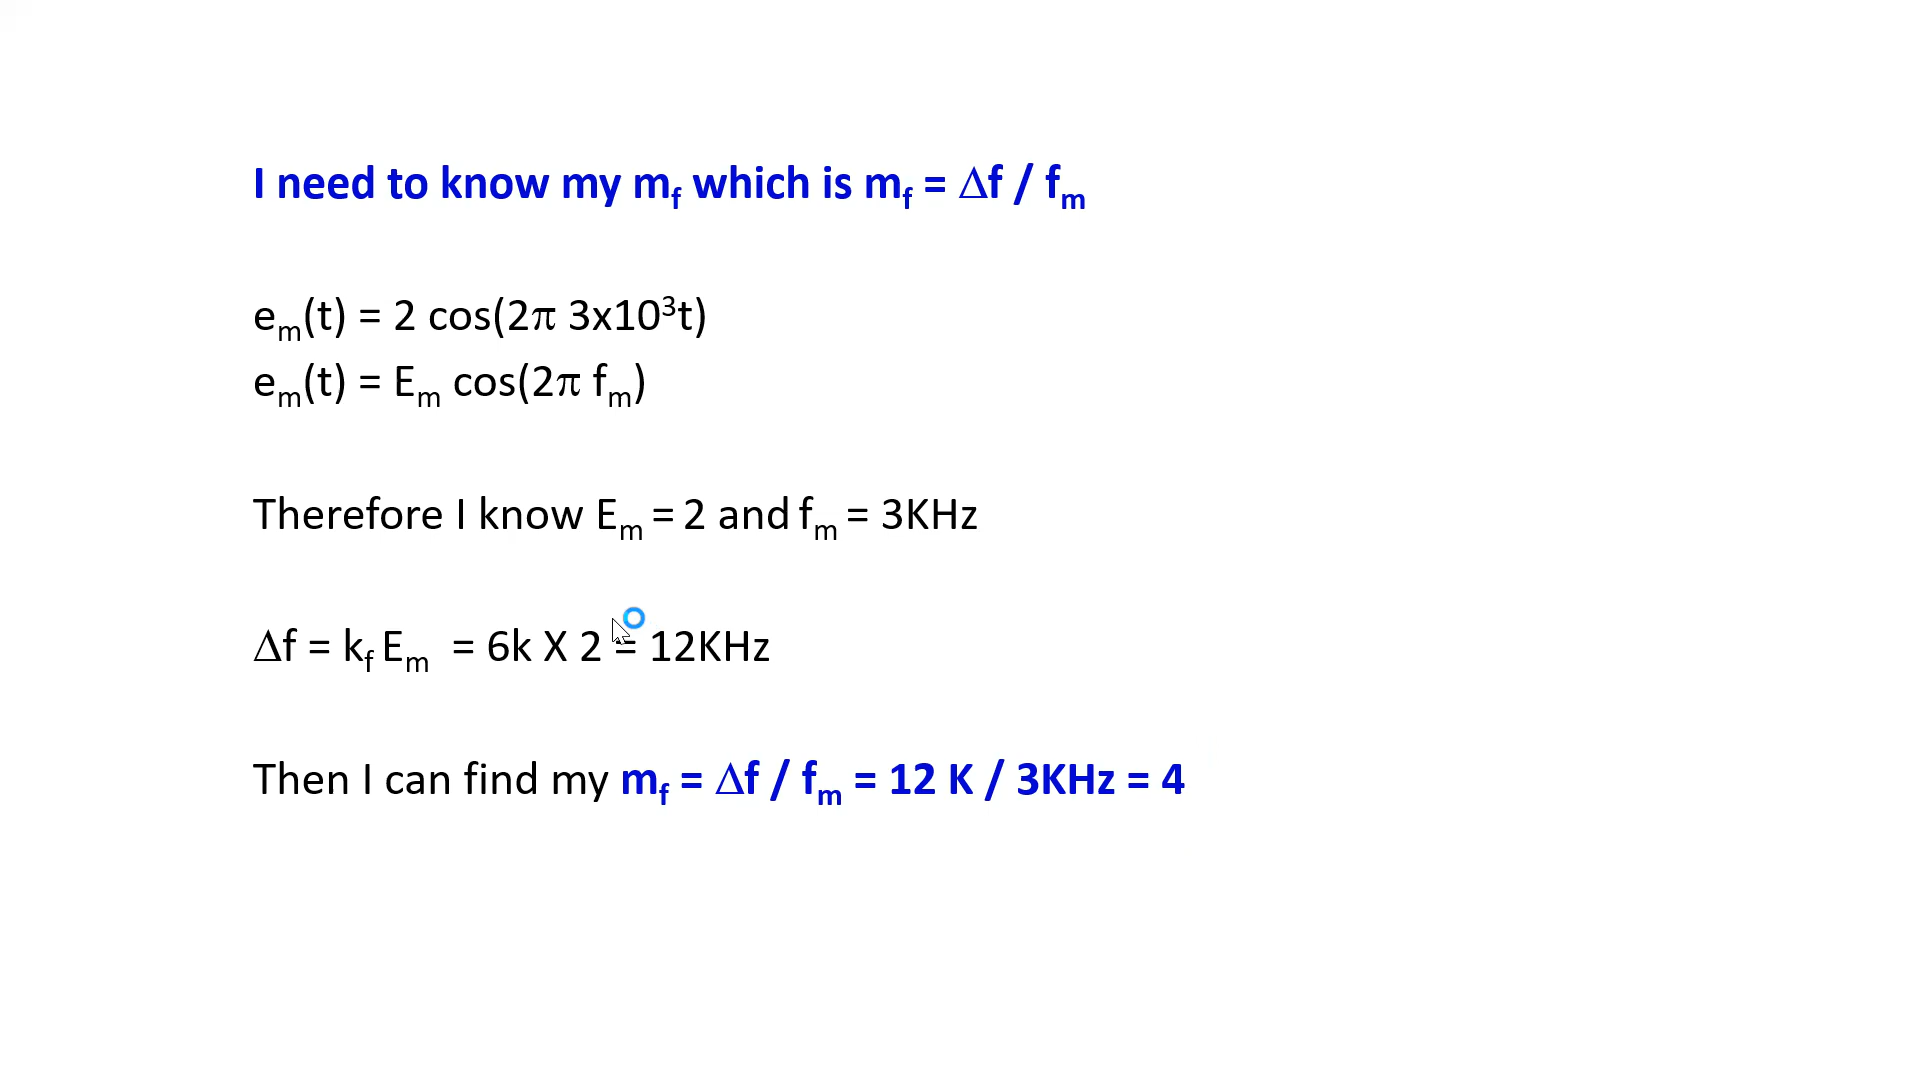 I need to know my mf which is mf = Δf / fm
em(t) = 2 cos(2π 3x10³t)
em(t) = Em cos(2π fm)
Therefore I know Em = 2 and fm = 3KHz
Δf = kf Em = 6k X 2 = 12KHz
Then I can find my mf = Δf / fm = 12 K / 3KHz = 4